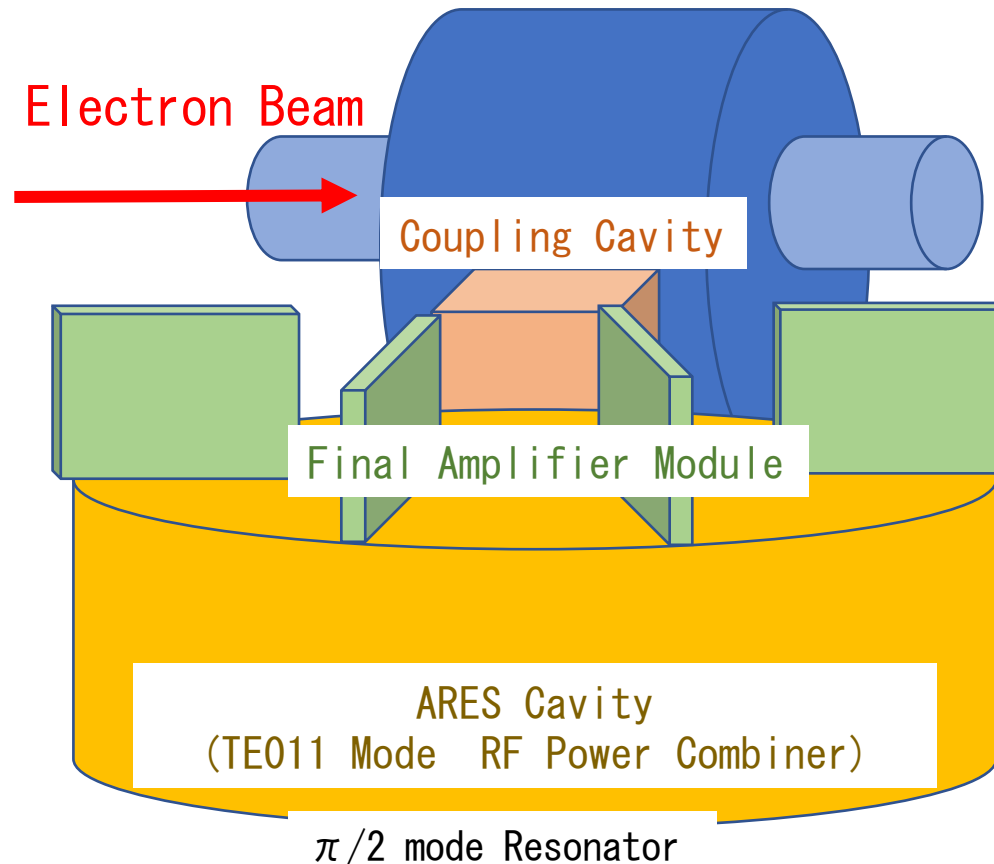 Electron Beam
Coupling Cavity
Final Amplifier Module
ARES Cavity
(TE011 Mode  RF Power Combiner)
π/2 mode Resonator